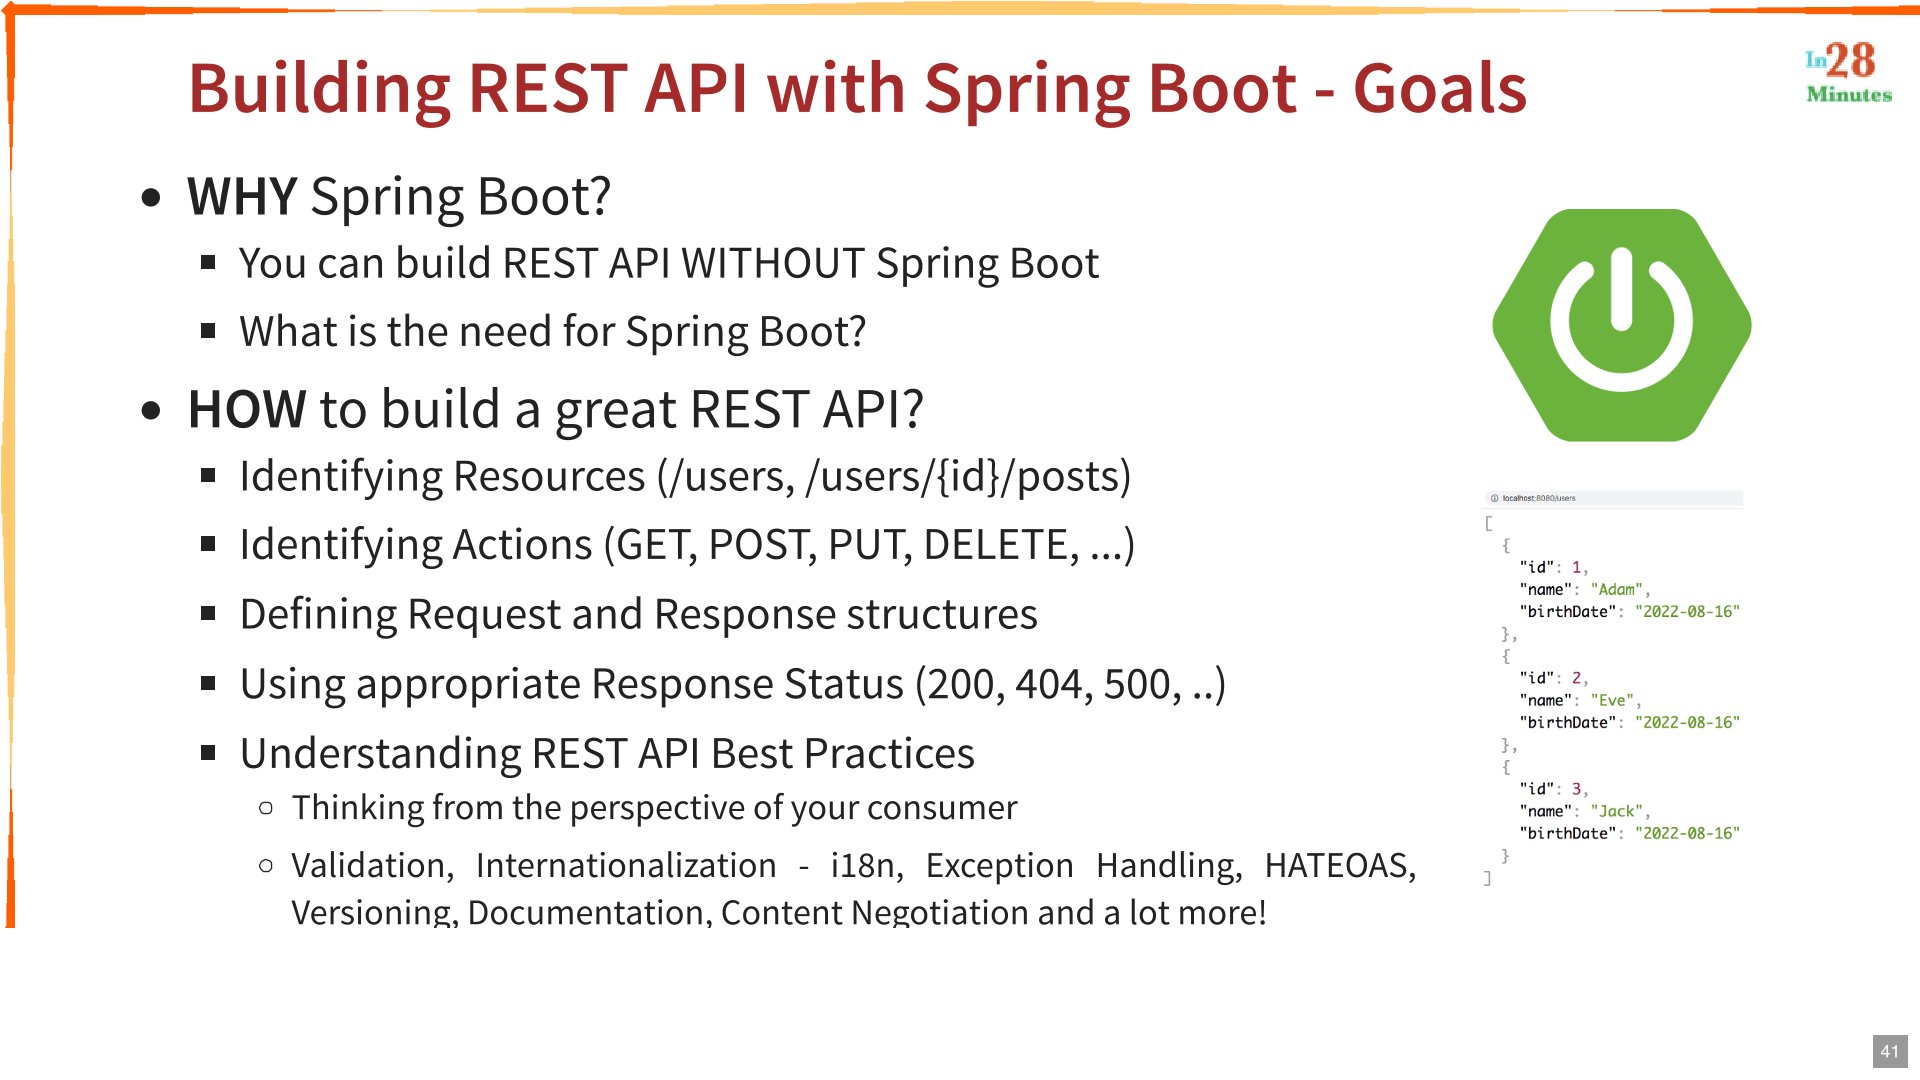 Building REST API with Spring Boot - Goals
In28
Minutes
• WHY Spring Boot?
▪ You can build REST API WITHOUT Spring Boot
▪ What is the need for Spring Boot?
• HOW to build a great REST API?
▪ Identifying Resources (/users, /users/{id}/posts)
▪ Identifying Actions (GET, POST, PUT, DELETE, ...)
▪ Defining Request and Response structures
▪ Using appropriate Response Status (200, 404, 500, ..)
▪ Understanding REST API Best Practices
○ Thinking from the perspective of your consumer
○ Validation, Internationalization - i18n, Exception Handling, HATEOAS,
Versioning, Documentation, Content Negotiation and a lot more!
localhost:8080/users
[
{
"id": 1,
"name": "Adam",
"birthDate": "2022-08-16"
},
{
"id": 2,
"name": "Eve",
"birthDate": "2022-08-16"
},
{
"id": 3,
"name": "Jack",
"birthDate": "2022-08-16"
}
]
41